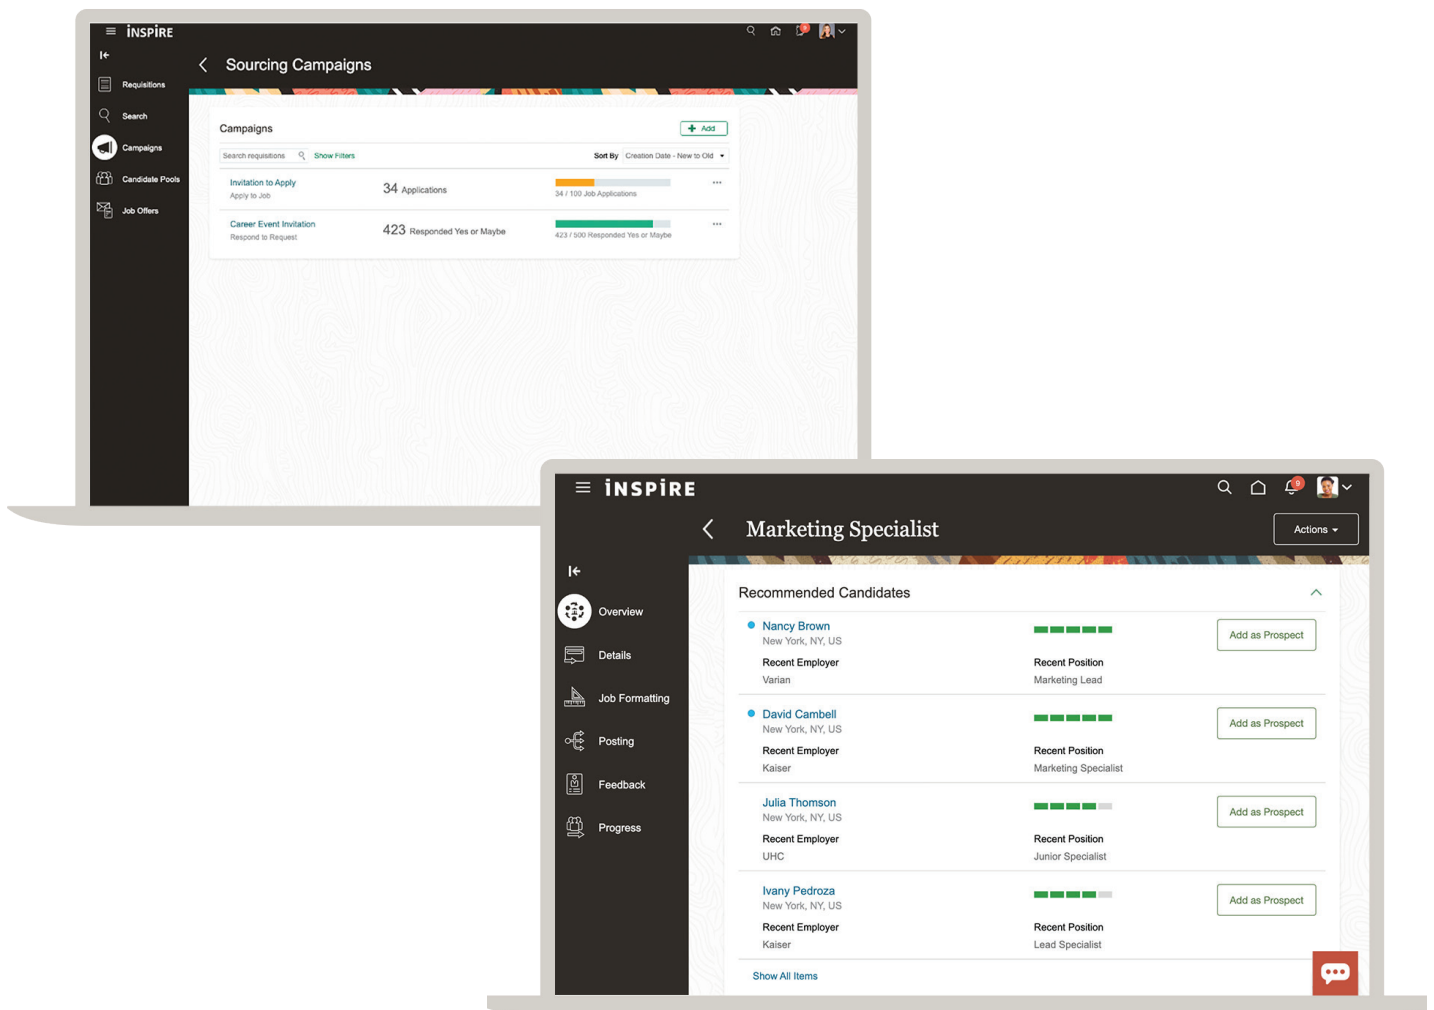 iNSPiRE
9
Sourcing Campaigns
Requisitions
Search
Campaigns
Candidate Pools
Job Offers
Campaigns
Add
Search requisitions
Show Filters
Sort By Creation Date - New to Old
Invitation to Apply
Apply to Job
34 Applications
34 / 100 Job Applications
Career Event Invitation
Respond to Request
423 Responded Yes or Maybe
423 / 500 Responded Yes or Maybe
iNSPiRE
9
Marketing Specialist
Actions
Overview
Details
Job Formatting
Posting
Feedback
Progress
Recommended Candidates
Nancy Brown
New York, NY, US
Add as Prospect
Recent Employer Recent Position
Varian Marketing Lead
David Cambell
New York, NY, US
Add as Prospect
Recent Employer Recent Position
Kaiser Marketing Specialist
Julia Thomson
New York, NY, US
Add as Prospect
Recent Employer Recent Position
UHC Junior Specialist
Ivany Pedroza
New York, NY, US
Add as Prospect
Recent Employer Recent Position
Kaiser Lead Specialist
Show All Items